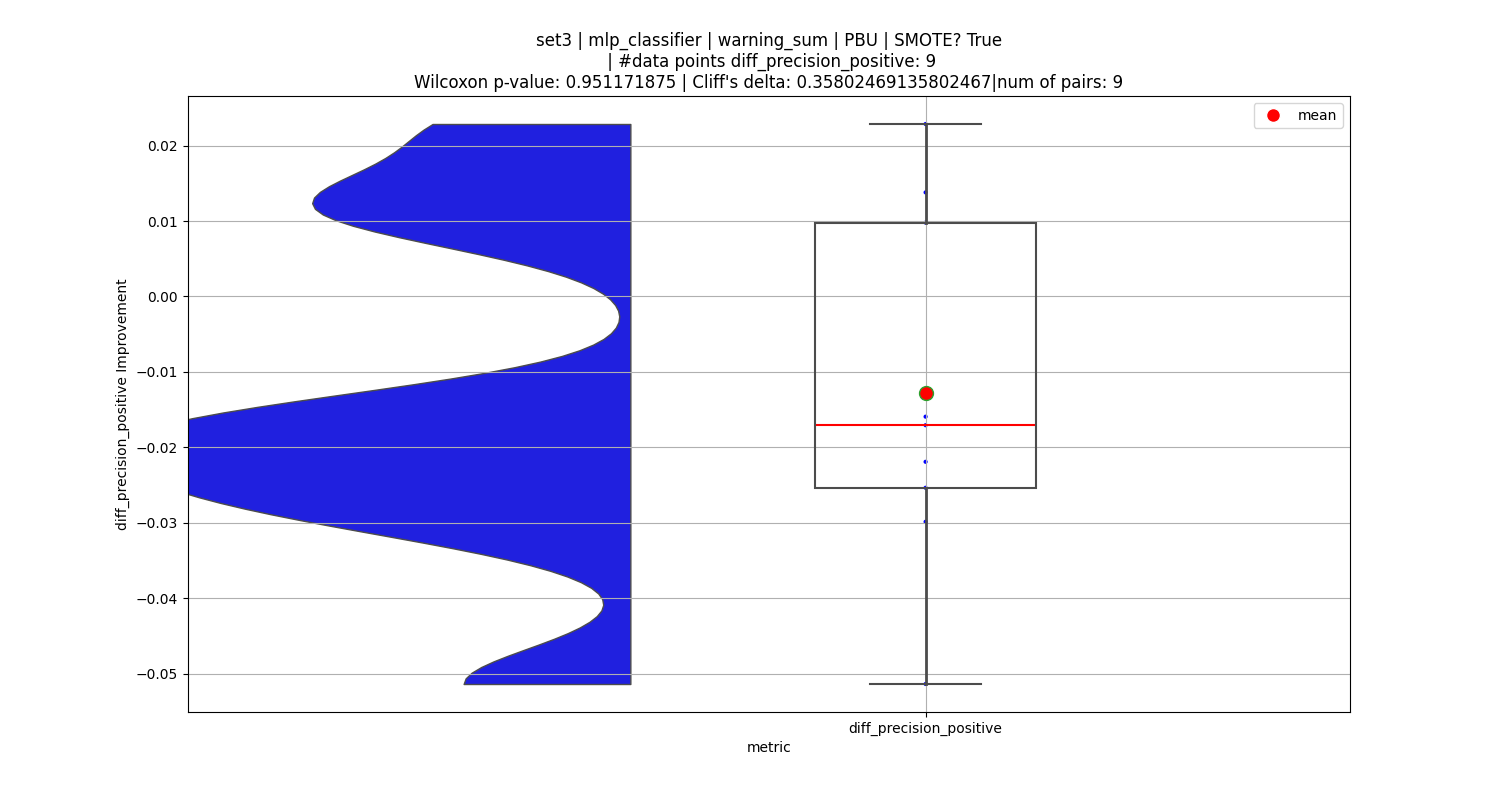 set3 | mlp_classifier | warning_sum | PBU | SMOTE? True
| #data points diff_precision_positive: 9
Wilcoxon p-value: 0.951171875 | Cliff's delta: 0.35802469135802467|num of pairs: 9
mean
0.02
0.01
0.00
−0.01
−0.02
−0.03
−0.04
−0.05
diff_precision_positive Improvement
diff_precision_positive
metric